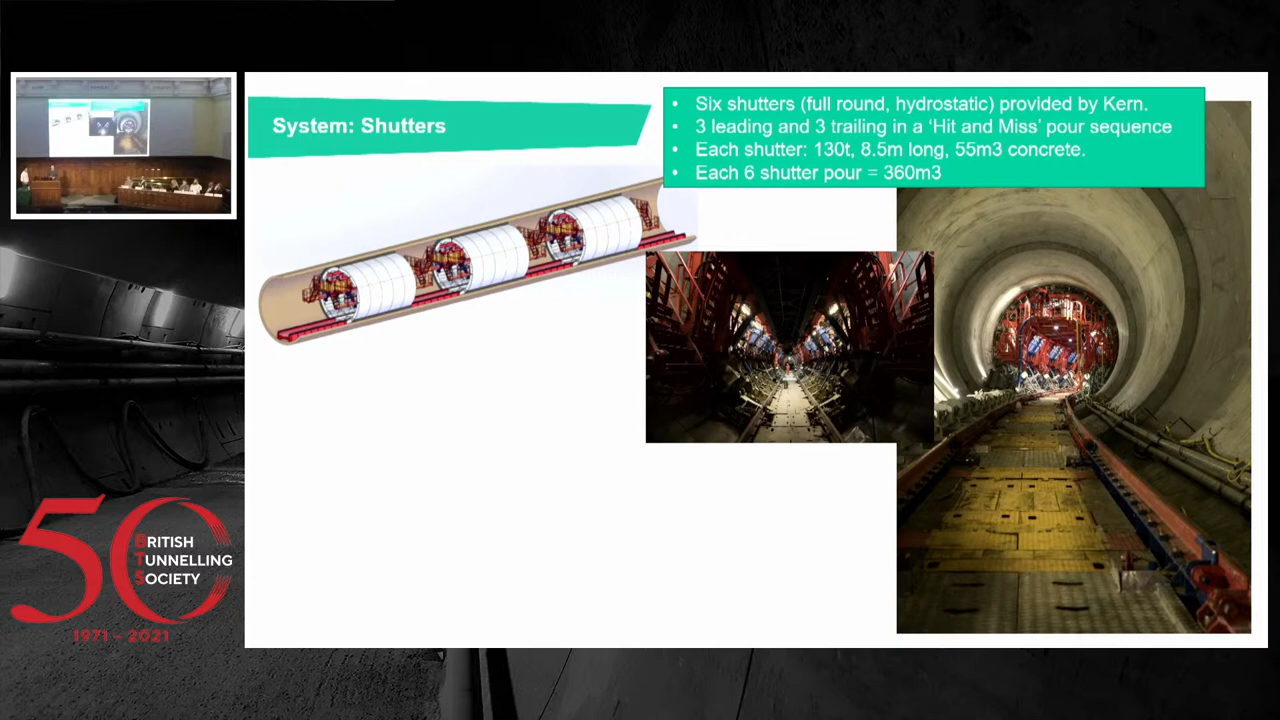 System: Shutters
• Six shutters (full round, hydrostatic) provided by Kern.
• 3 leading and 3 trailing in a ‘Hit and Miss’ pour sequence
• Each shutter: 130t, 8.5m long, 55m3 concrete.
• Each 6 shutter pour = 360m3
50
BRITISH
TUNNELLING
SOCIETY
1971 – 2021